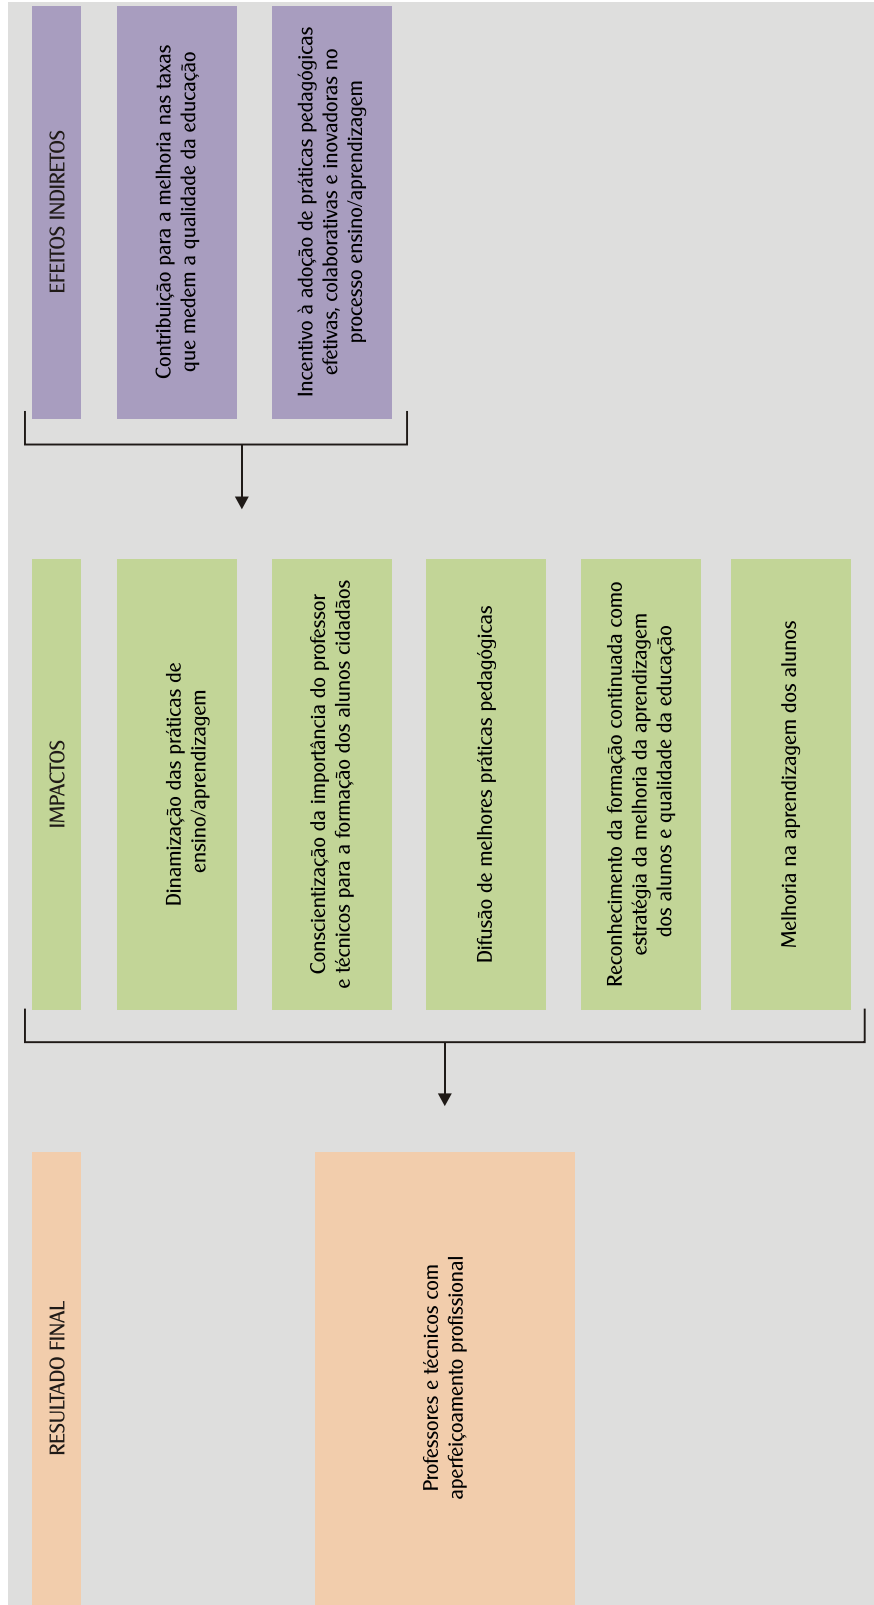 RESULTADO FINAL
Professores e técnicos com
aperfeiçoamento profissional
IMPACTOS
Dinamização das práticas de
ensino/aprendizagem
Conscientização da importância do professor
e técnicos para a formação dos alunos cidadãos
Difusão de melhores práticas pedagógicas
Reconhecimento da formação continuada como
estratégia da melhoria da aprendizagem
dos alunos e qualidade da educação
Melhoria na aprendizagem dos alunos
EFEITOS INDIRETOS
Contribuição para a melhoria nas taxas
que medem a qualidade da educação
Incentivo à adoção de práticas pedagógicas
efetivas, colaborativas e inovadoras no
processo ensino/aprendizagem